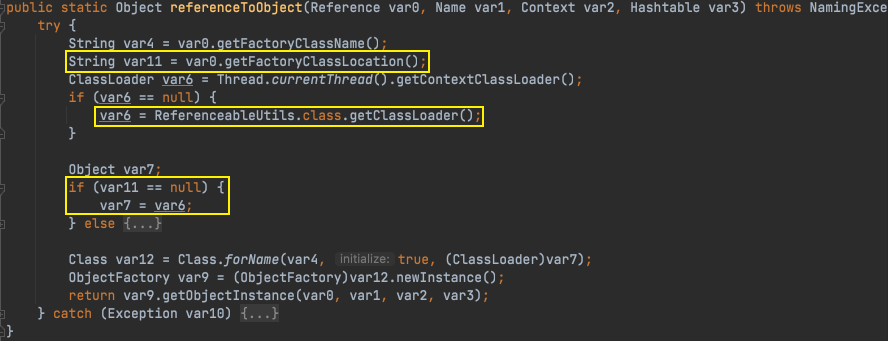 public static Object referenceToObject(Reference var0, Name var1, Context var2, Hashtable var3) throws NamingExce
try {
String var4 = var0.getFactoryClassName();
String var11 = var0.getFactoryClassLocation();
ClassLoader var6 = Thread.currentThread().getContextClassLoader();
if (var6 == null) {
var6 = ReferenceableUtils.class.getClassLoader();
}
Object var7;
if (var11 == null) {
var7 = var6;
} else {...}
Class var12 = Class.forName(var4, initialize: true, (ClassLoader)var7);
ObjectFactory var9 = (ObjectFactory)var12.newInstance();
return var9.getObjectInstance(var0, var1, var2, var3);
} catch (Exception var10) {...}
}